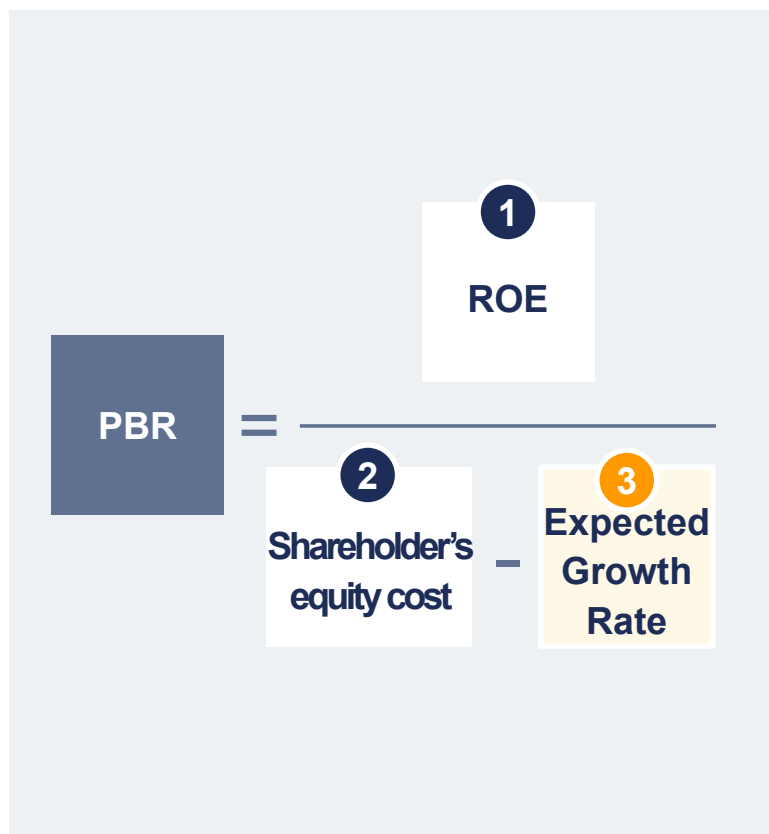 1
ROE
PBR
=
2
Shareholder's
equity cost
-
3
Expected
Growth
Rate